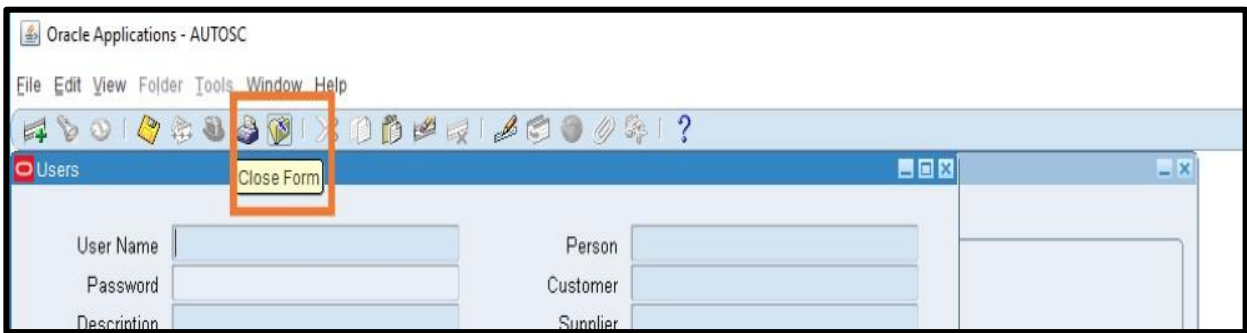 Oracle Applications - AUTOSC
File Edit View Folder Tools Window Help
?
Users
Close Form
User Name
Person
Password
Customer
Description
Supplier